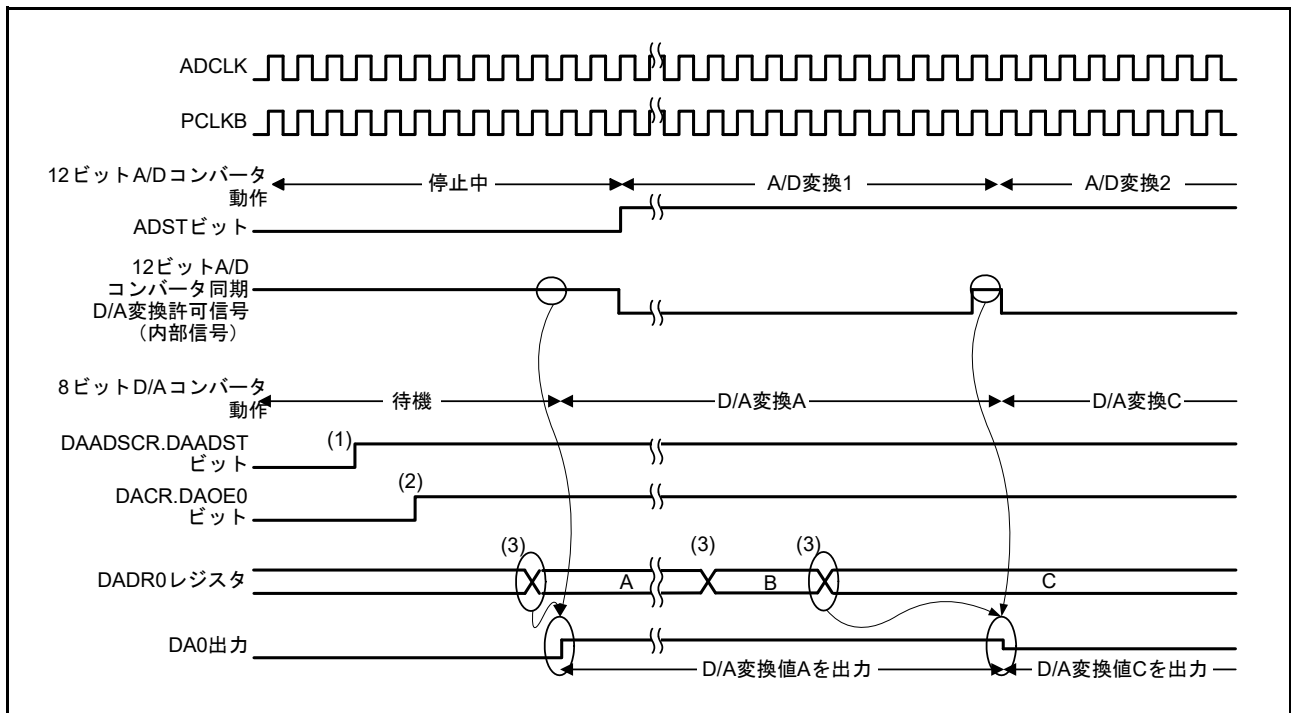 ADCLK
PCLKB
12ビットA/Dコンバータ
動作
停止中
A/D変換1
A/D変換2
ADSTビット
12ビットA/D
コンバータ同期
D/A変換許可信号
（内部信号）
8ビットD/Aコンバータ
動作
待機
D/A変換A
D/A変換C
DAADSCR.DAADST
ビット
(1)
DACR.DAOE0
ビット
(2)
(3)
(3)
(3)
DADR0レジスタ
A
B
C
DA0出力
D/A変換値Aを出力
D/A変換値Cを出力